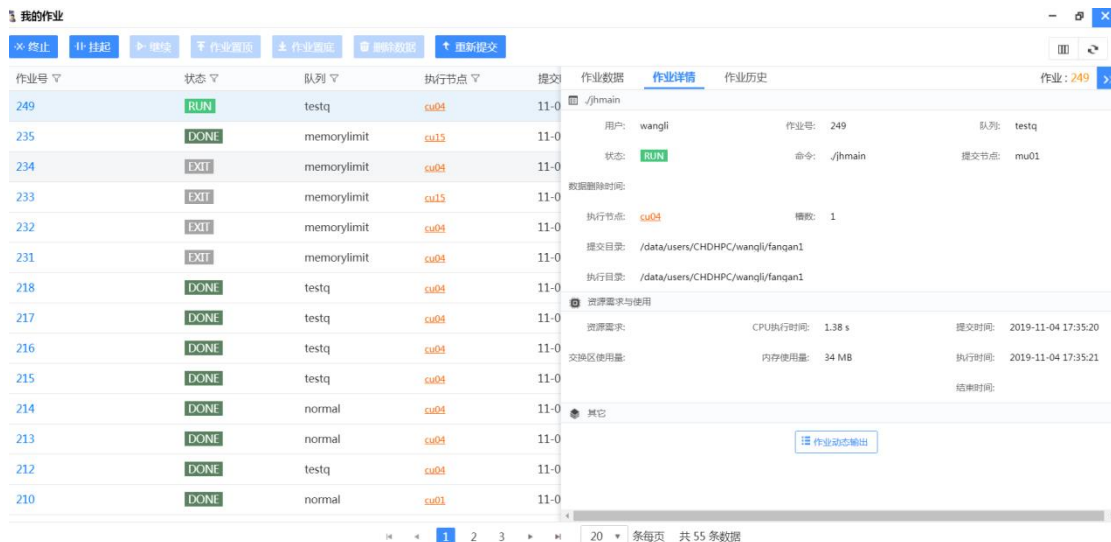 我的作业
终止 挂起 继续 作业置顶 作业置底 删除数据 重新提交
作业号 状态 队列 执行节点 提交
249 RUN testq cu04 11-0
235 DONE memorylimit cu15 11-0
234 EXIT memorylimit cu04 11-0
233 EXIT memorylimit cu15 11-0
232 EXIT memorylimit cu04 11-0
231 EXIT memorylimit cu04 11-0
218 DONE testq cu04 11-0
217 DONE testq cu04 11-0
216 DONE testq cu04 11-0
215 DONE testq cu04 11-0
214 DONE normal cu04 11-0
213 DONE normal cu04 11-0
212 DONE testq cu04 11-0
210 DONE normal cu01 11-0
作业数据 作业详情 作业历史 作业: 249
./jhmain
用户: wangli 作业号: 249 队列: testq
状态: RUN 命令: ./jhmain 提交节点: mu01
数据删除时间:
执行节点: cu04 槽数: 1
提交目录: /data/users/CHDHPC/wangli/fangan1
执行目录: /data/users/CHDHPC/wangli/fangan1
资源需求与使用
资源需求: CPU执行时间: 1.38 s 提交时间: 2019-11-04 17:35:20
交换区使用量: 内存使用量: 34 MB 执行时间: 2019-11-04 17:35:21
结束时间:
其它
作业动态输出
1 2 3 20 条每页 共 55 条数据